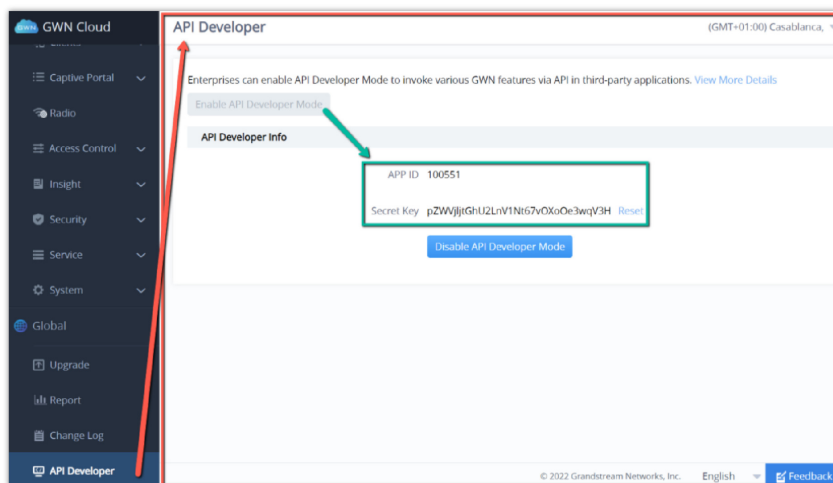 GWN Cloud
API Developer
(GMT+01:00) Casablanca,
Clients
Captive Portal
Radio
Access Control
Insight
Security
Service
System
Global
Upgrade
Report
Change Log
API Developer
Enterprises can enable API Developer Mode to invoke various GWN features via API in third-party applications. View More Details
Enable API Developer Mode
API Developer Info
APP ID 100551
Secret Key pZWVjljtGhU2LnV1Nt67vOXoOe3wqV3H Reset
Disable API Developer Mode
© 2022 Grandstream Networks, Inc. English Feedback